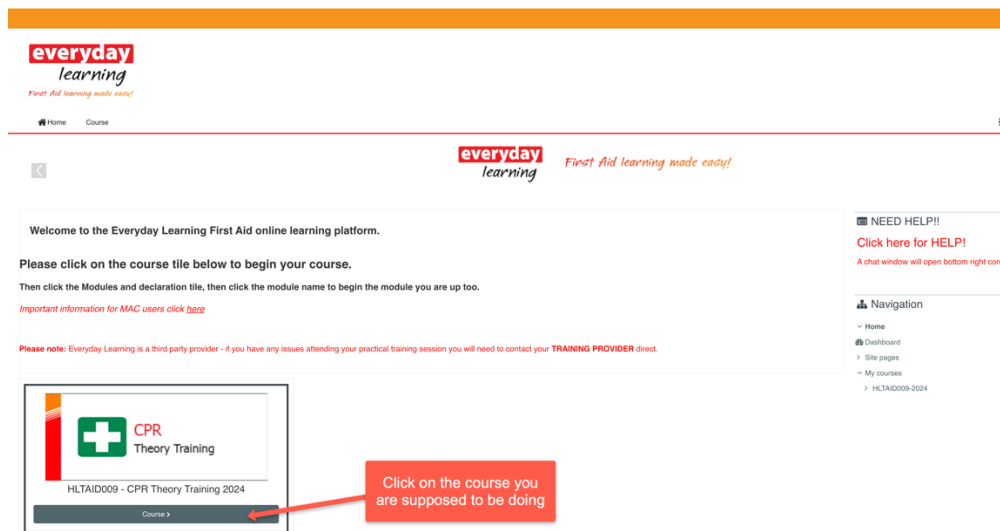 everyday
learning
First Aid learning made easy!
Home Course
everyday
learning
First Aid learning made easy!
Welcome to the Everyday Learning First Aid online learning platform.
Please click on the course tile below to begin your course.
Then click the Modules and declaration tile, then click the module name to begin the module you are up too.
Important information for MAC users click here
Please note: Everyday Learning is a third party provider - if you have any issues attending your practical training session you will need to contact your TRAINING PROVIDER direct.
NEED HELP!!
Click here for HELP!
A chat window will open bottom right
Navigation
Home
Dashboard
Site pages
My courses
HLTAID009-2024
CPR
Theory Training
HLTAID009 - CPR Theory Training 2024
Course
Click on the course you
are supposed to be doing